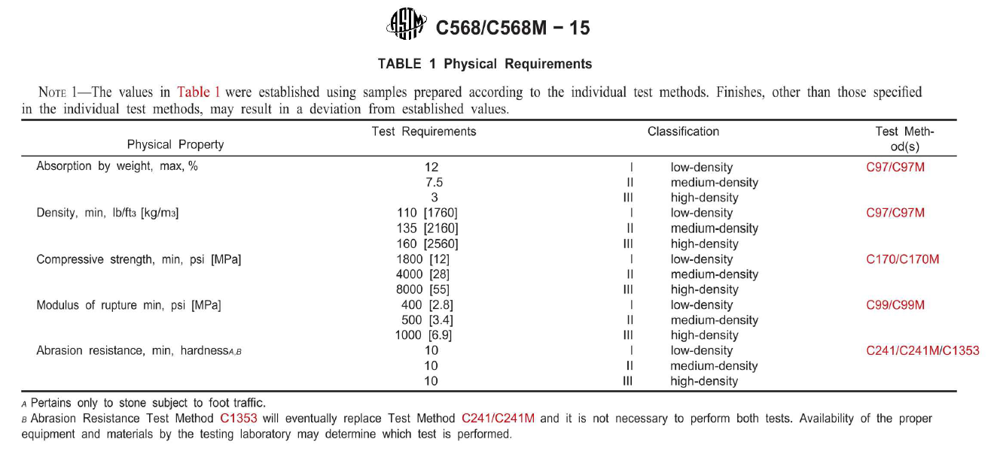 ASTM C568/C568M − 15
TABLE 1 Physical Requirements
NOTE 1—The values in Table 1 were established using samples prepared according to the individual test methods. Finishes, other than those specified
in the individual test methods, may result in a deviation from established values.
Physical Property Test Requirements Classification Test Meth-
od(s)
Absorption by weight, max, % 12 I low-density C97/C97M
7.5 II medium-density
3 III high-density
Density, min, lb/ft3 [kg/m3] 110 [1760] I low-density C97/C97M
135 [2160] II medium-density
160 [2560] III high-density
Compressive strength, min, psi [MPa] 1800 [12] I low-density C170/C170M
4000 [28] II medium-density
8000 [55] III high-density
Modulus of rupture min, psi [MPa] 400 [2.8] I low-density C99/C99M
500 [3.4] II medium-density
1000 [6.9] III high-density
Abrasion resistance, min, hardnessA,B 10 I low-density C241/C241M/C1353
10 II medium-density
10 III high-density
A Pertains only to stone subject to foot traffic.
B Abrasion Resistance Test Method C1353 will eventually replace Test Method C241/C241M and it is not necessary to perform both tests. Availability of the proper
equipment and materials by the testing laboratory may determine which test is performed.